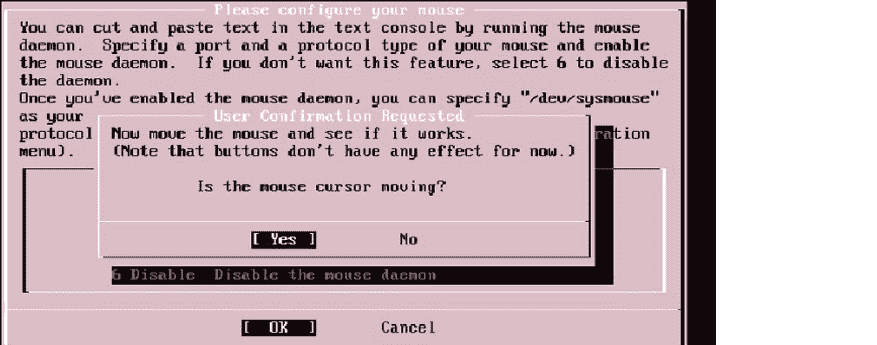 Please configure your mouse
You can cut and paste text in the text console by running the mouse
daemon.  Specify a port and a protocol type of your mouse and enable
the mouse daemon.  If you don't want this feature, select 6 to disable
the daemon.
Once you've enabled the mouse daemon, you can specify "/dev/sysmouse"
as your
User Confirmation Requested
protocol
Now move the mouse and see if it works.
ration
menu).
(Note that buttons don't have any effect for now.)
Is the mouse cursor moving?
[ Yes ]    No
6 Disable  Disable the mouse daemon
[ OK ]    Cancel